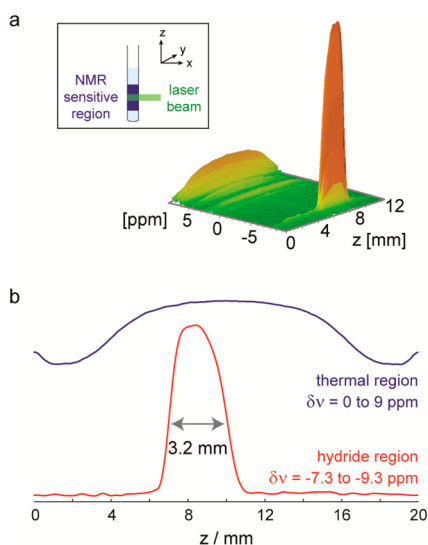 a
z
y
x
NMR
sensitive
region
laser
beam
[ppm] 5 0 -5 0 4 8 12
z [mm]
b
thermal region
δν = 0 to 9 ppm
3.2 mm
hydride region
δν = -7.3 to -9.3 ppm
0 4 8 12 16 20
z / mm